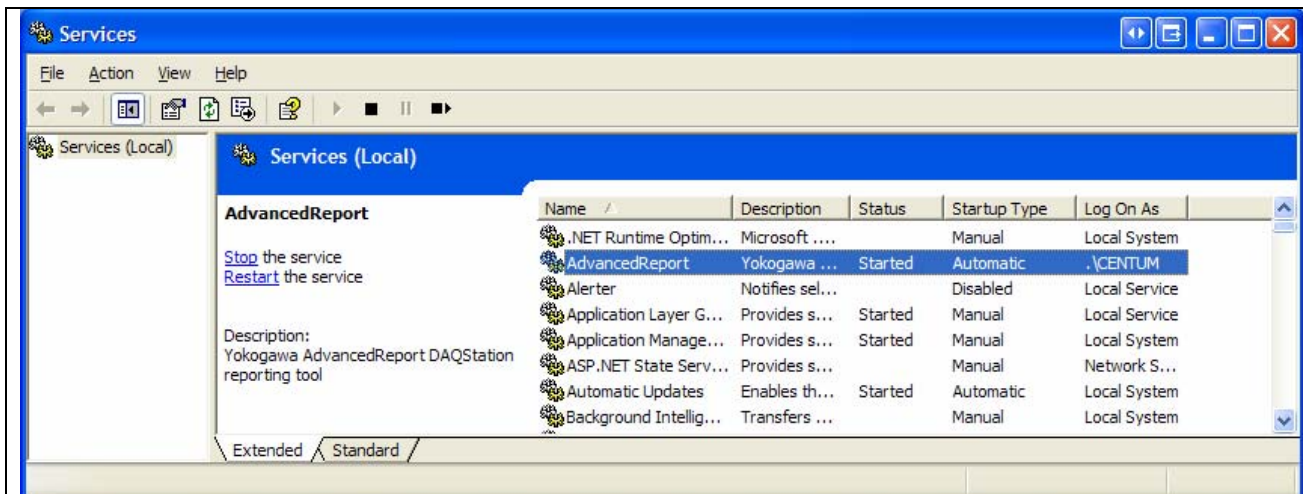 Services
File Action View Help
Services (Local)
Services (Local)
AdvancedReport
Stop the service
Restart the service
Description:
Yokogawa AdvancedReport DAQStation
reporting tool
Name Description Status Startup Type Log On As
.NET Runtime Optim... Microsoft .... Manual Local System
AdvancedReport Yokogawa ... Started Automatic .\CENTUM
Alerter Notifies sel... Disabled Local Service
Application Layer G... Provides s... Started Manual Local Service
Application Manage... Provides s... Started Manual Local System
ASP.NET State Serv... Provides s... Manual Network S...
Automatic Updates Enables th... Started Automatic Local System
Background Intellig... Transfers ... Manual Local System
Extended Standard